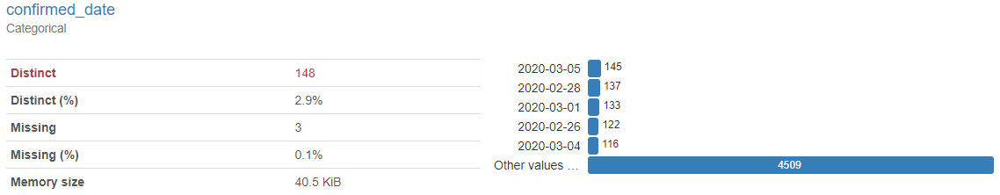 confirmed_date
Categorical
Distinct 148
Distinct (%) 2.9%
Missing 3
Missing (%) 0.1%
Memory size 40.5 KiB
2020-03-05 145
2020-02-28 137
2020-03-01 133
2020-02-26 122
2020-03-04 116
Other values ... 4509